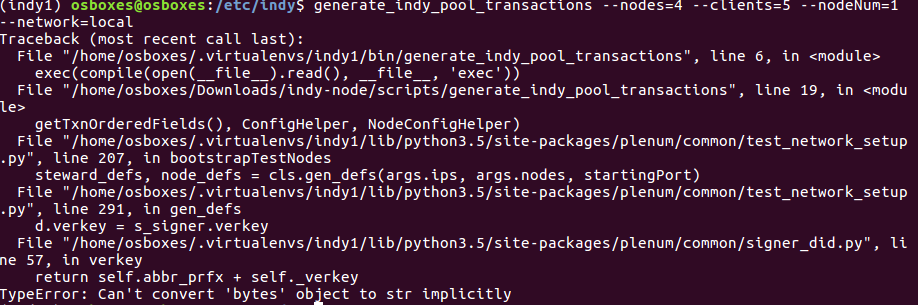 (indy1) osboxes@osboxes:/etc/indy$ generate_indy_pool_transactions --nodes=4 --clients=5 --nodeNum=1
--network=local
Traceback (most recent call last):
  File "/home/osboxes/.virtualenvs/indy1/bin/generate_indy_pool_transactions", line 6, in <module>
    exec(compile(open(__file__).read(), __file__, 'exec'))
  File "/home/osboxes/Downloads/indy-node/scripts/generate_indy_pool_transactions", line 19, in <modu
le>
    getTxnOrderedFields(), ConfigHelper, NodeConfigHelper)
  File "/home/osboxes/.virtualenvs/indy1/lib/python3.5/site-packages/plenum/common/test_network_setup
.py", line 207, in bootstrapTestNodes
    steward_defs, node_defs = cls.gen_defs(args.ips, args.nodes, startingPort)
  File "/home/osboxes/.virtualenvs/indy1/lib/python3.5/site-packages/plenum/common/test_network_setup
.py", line 291, in gen_defs
    d.verkey = s_signer.verkey
  File "/home/osboxes/.virtualenvs/indy1/lib/python3.5/site-packages/plenum/common/signer_did.py", li
ne 57, in verkey
    return self.abbr_prfx + self._verkey
TypeError: Can't convert 'bytes' object to str implicitly